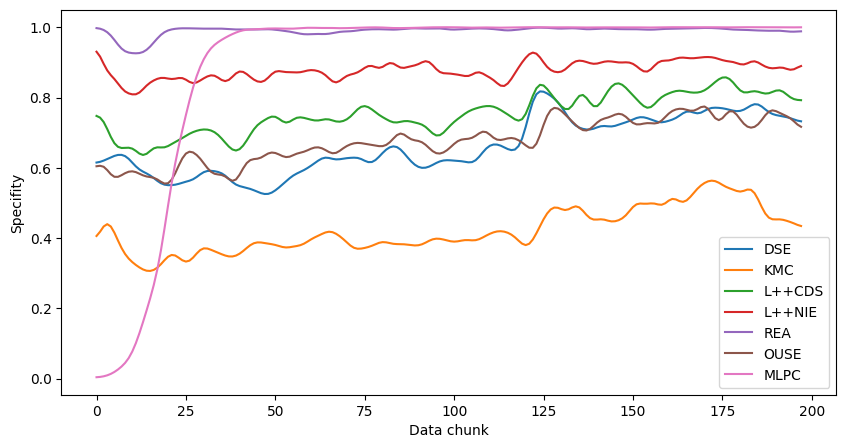 1.0
0.8
0.6
0.4
0.2
0.0
Specifity
0
25
50
75
100
125
150
175
200
Data chunk
DSE
KMC
L++CDS
L++NIE
REA
OUSE
MLPC